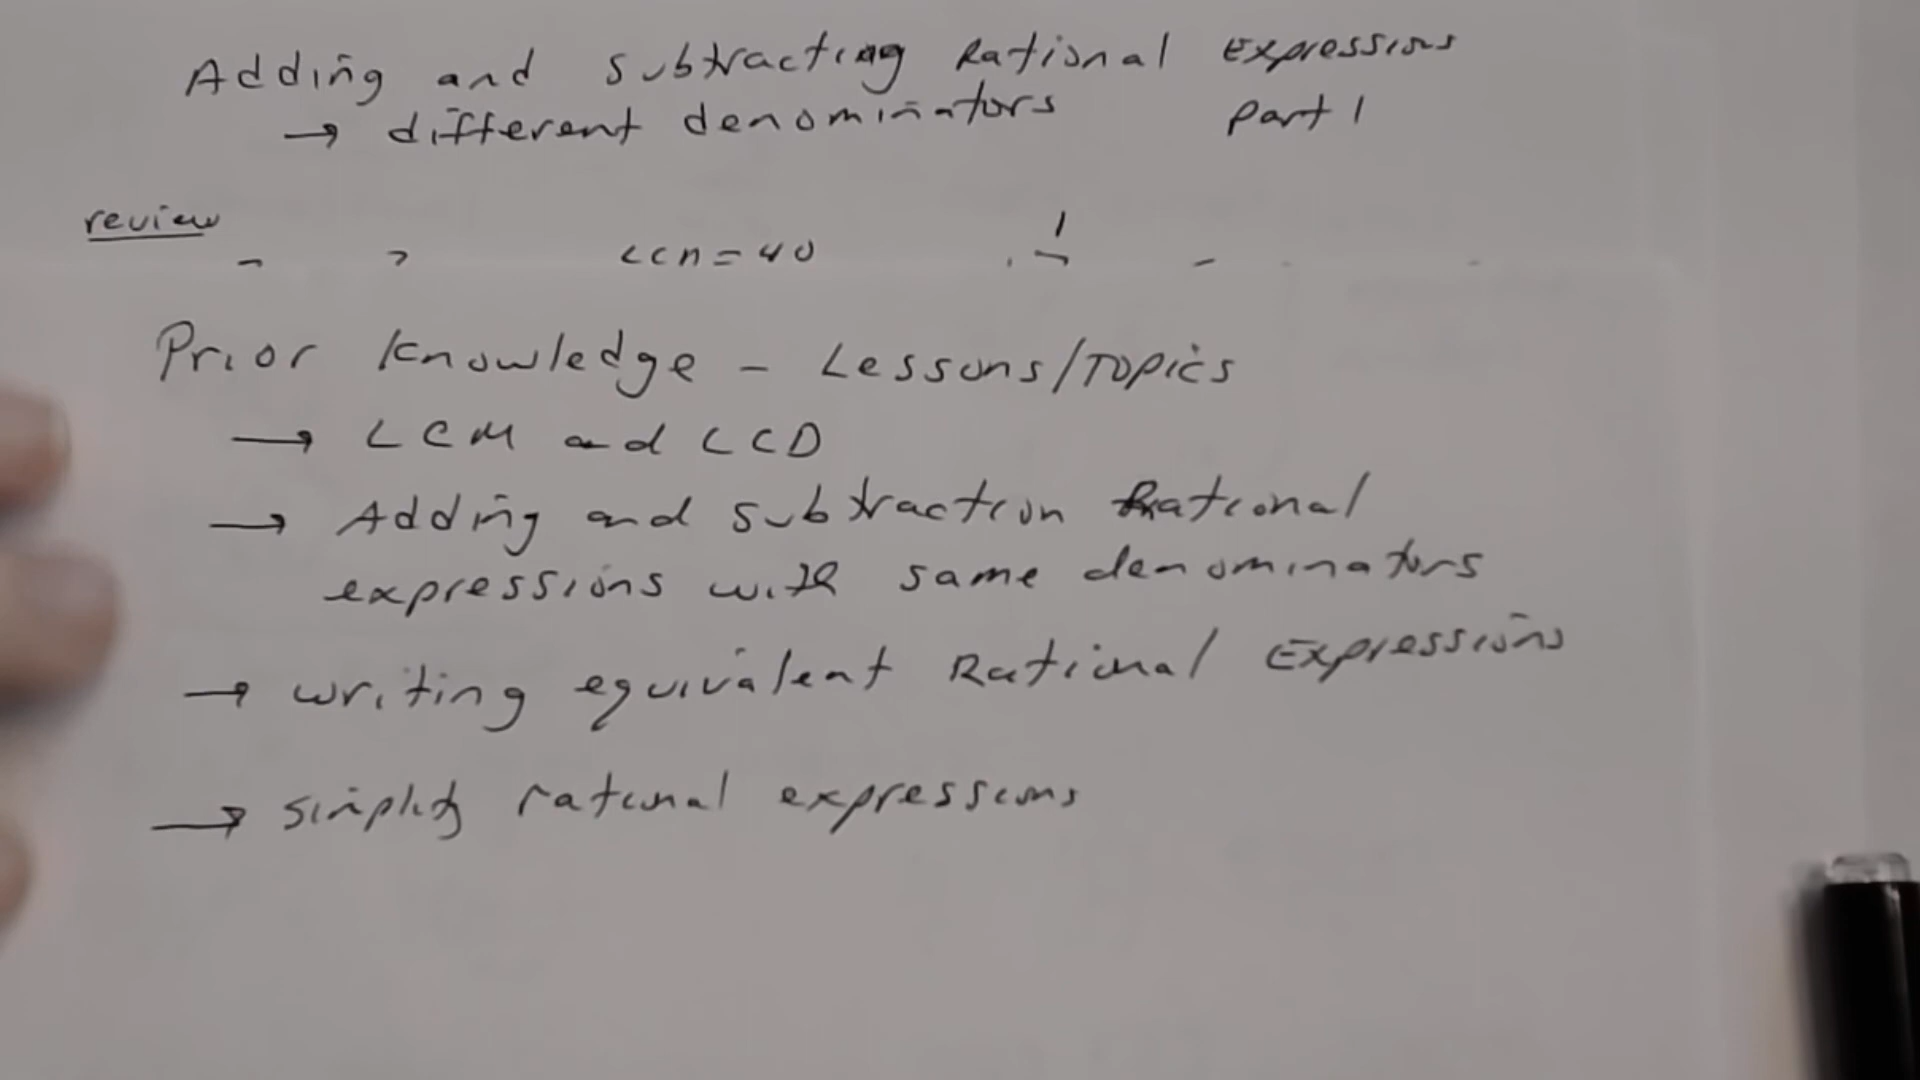 Adding and Subtracting Rational Expressions
→ different denominators Part 1
review
LCM = 40
Prior Knowledge - Lessons/Topics
→ LCM and LCD
→ Adding and Subtraction Rational
expressions with same denominators
→ writing equivalent Rational Expressions
→ simplify rational expressions